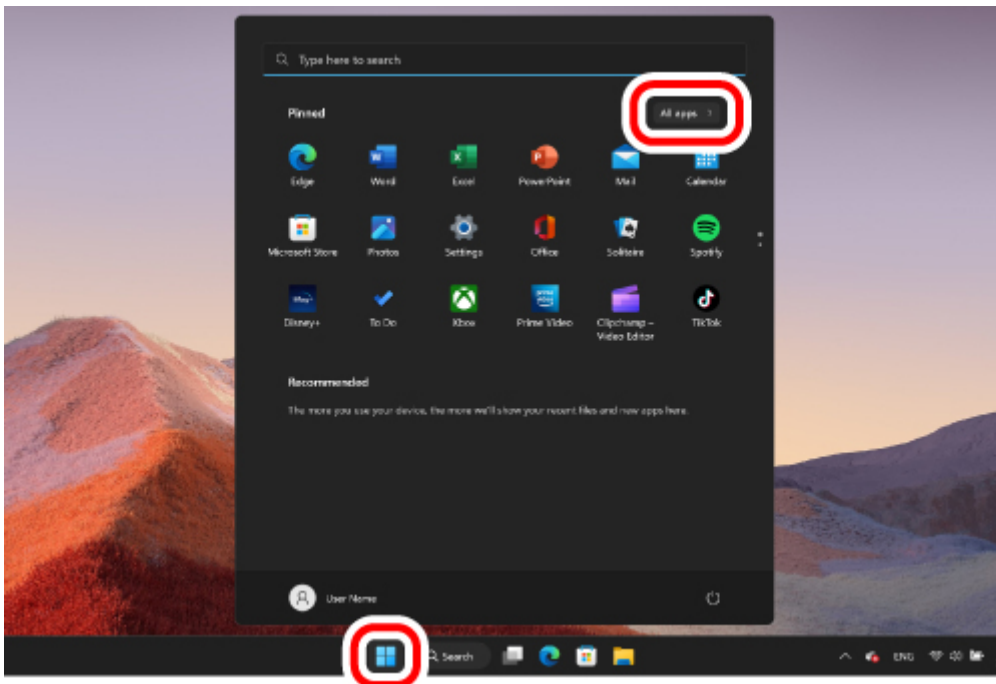 Type here to search
Pinned
All apps
Edge
Word
Excel
PowerPoint
Mail
Calendar
Microsoft Store
Photos
Settings
Office
Solitaire
Spotify
Disney+
To Do
Xbox
Prime Video
Clipchamp –
Video Editor
TikTok
Recommended
The more you use your device, the more we'll show your recent files and new apps here.
User Name
Search
ENG